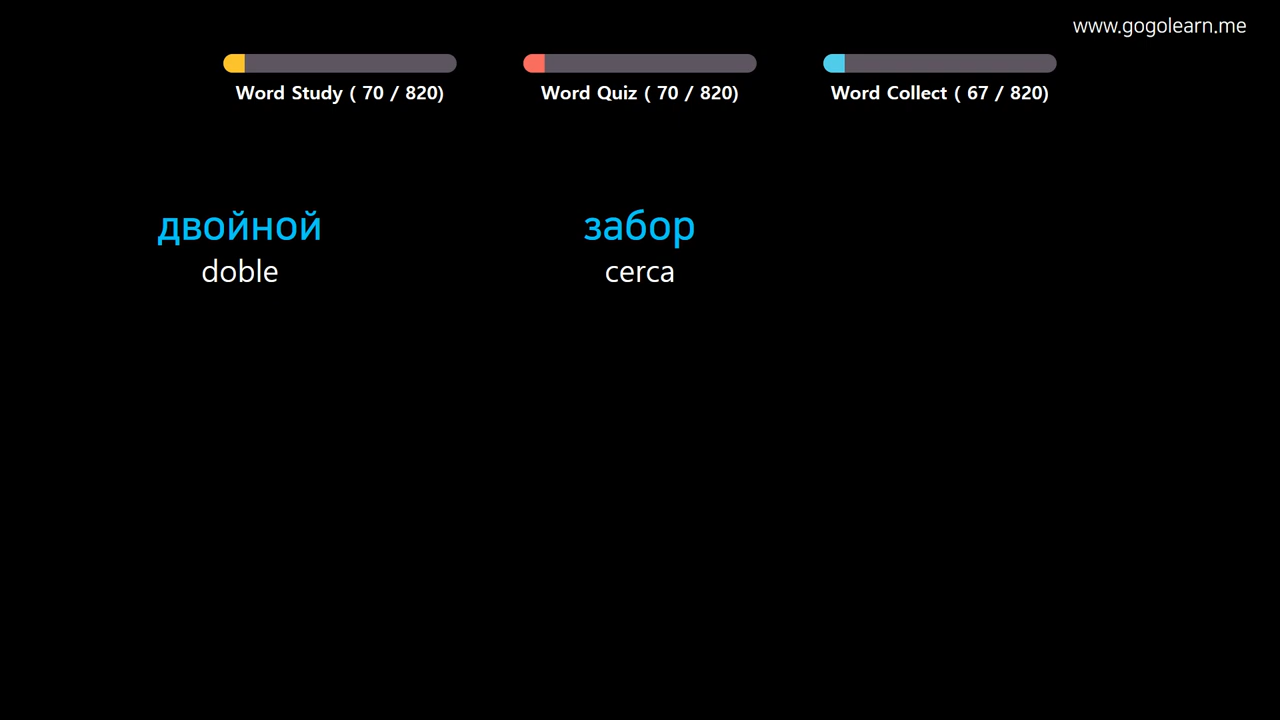 www.gogolearn.me
Word Study ( 70 / 820)
Word Quiz ( 70 / 820)
Word Collect ( 67 / 820)
двойной
doble
забор
cerca